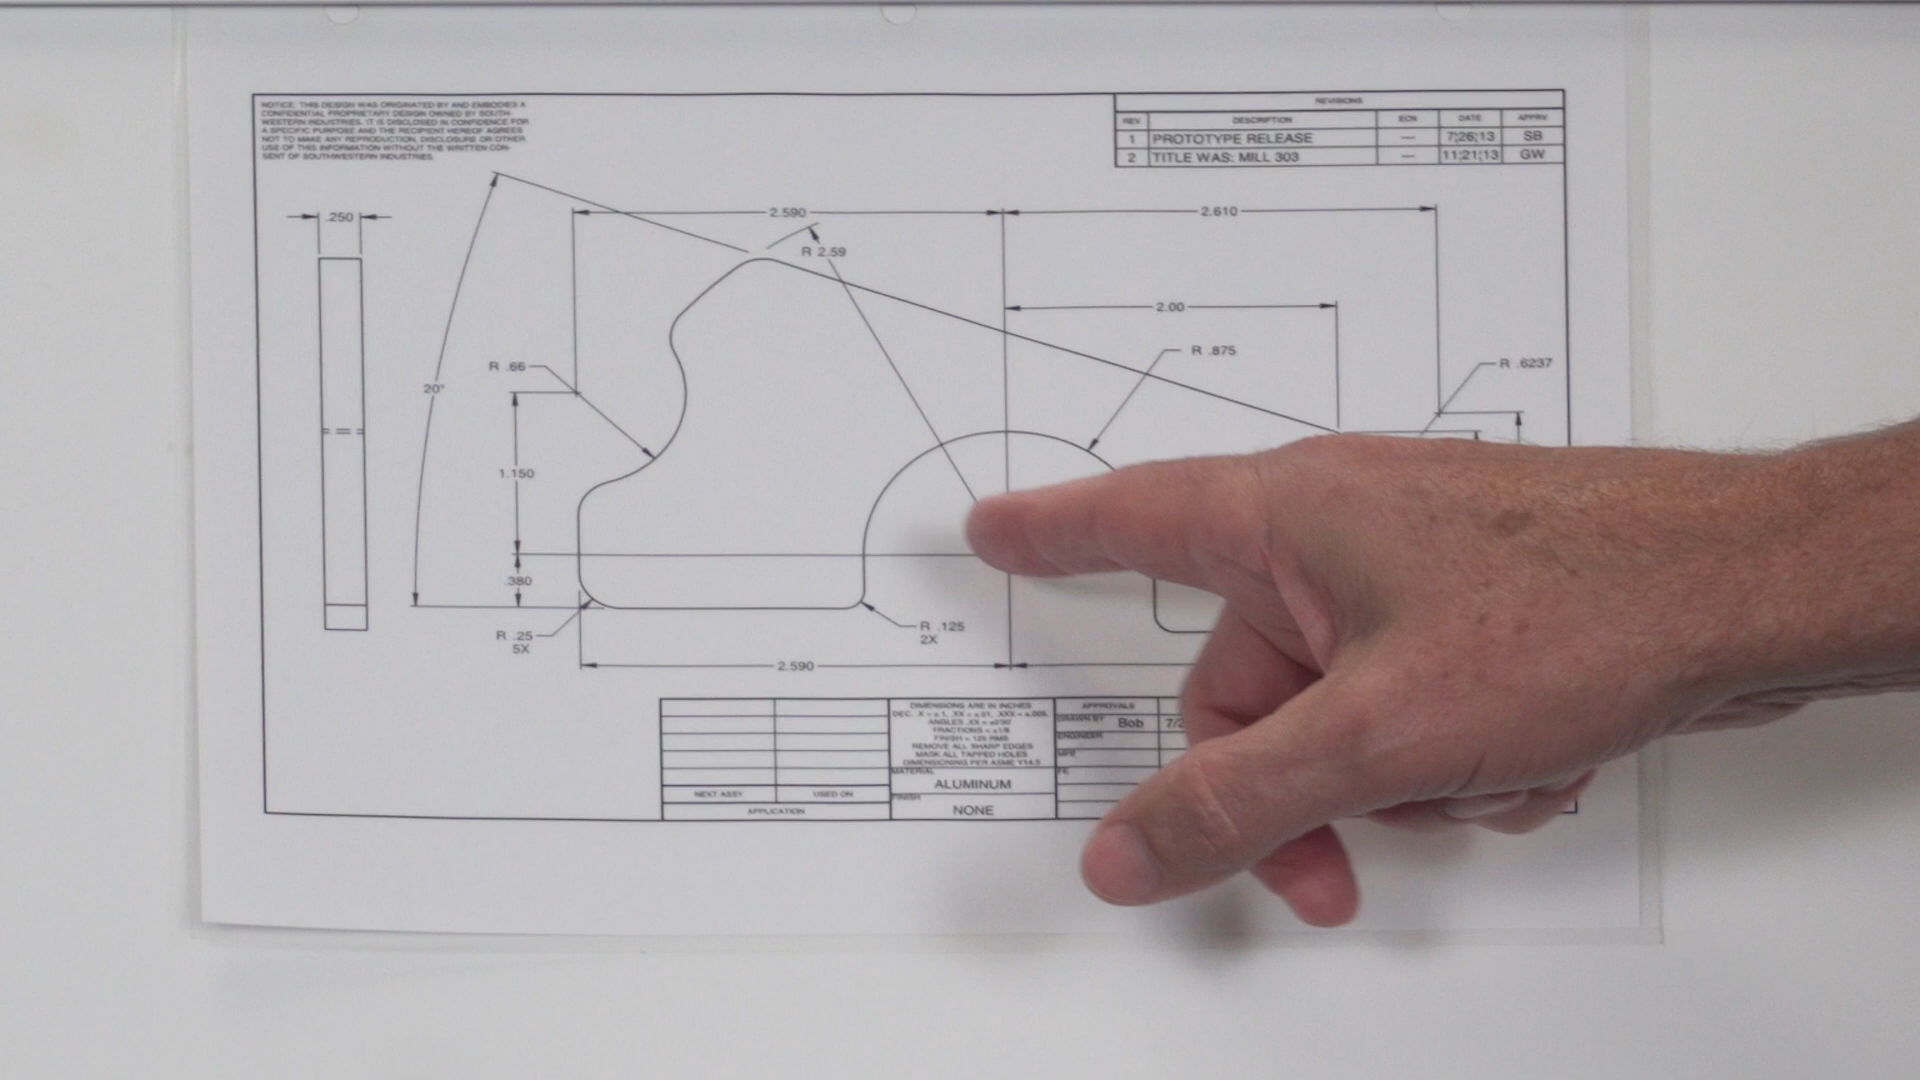 NOTICE: THIS DESIGN WAS ORIGINATED BY AND EMBODIES A
CONFIDENTIAL PROPRIETARY DESIGN OWNED BY SOUTH-
WESTERN INDUSTRIES. IT IS DISCLOSED IN CONFIDENCE FOR
A SPECIFIC PURPOSE AND THE RECIPIENT HEREOF AGREES
NOT TO MAKE ANY REPRODUCTION, DISCLOSURE OR OTHER
USE OF THIS INFORMATION WITHOUT THE WRITTEN CON-
SENT OF SOUTHWESTERN INDUSTRIES.
REVISIONS
REV DESCRIPTION ECN DATE APPRV
1 PROTOTYPE RELEASE — 7;26;13 SB
2 TITLE WAS: MILL 303 — 11;21;13 GW
.250
2.590
2.610
R 2.59
2.00
R .875
R .66
R .6237
20°
1.150
.380
R .25
5X
R .125
2X
2.590
DIMENSIONS ARE IN INCHES
DEC. .X = ±.1, .XX = ±.01, .XXX = ±.005,
FRACTIONS = ±1/8
FINISH = 125 RMS
REMOVE ALL SHARP EDGES
MASK ALL TAPPED HOLES
DIMENSIONING PER ASME Y14.5
MATERIAL
ALUMINUM
FINISH
NONE
NEXT ASSY USED ON
APPLICATION
APPROVALS
DRAWN BY Bob 7/2
ENGINEER
MFR